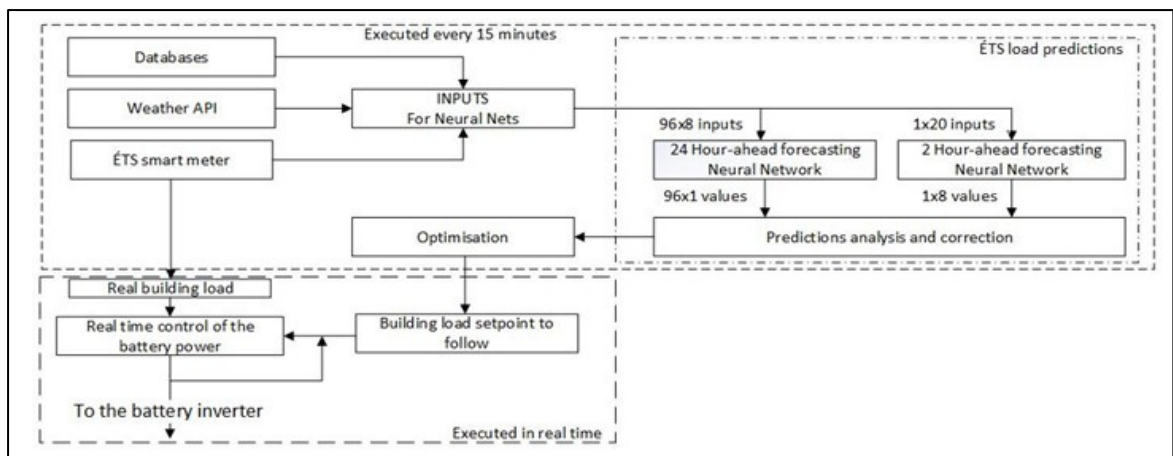 Executed every 15 minutes
ÉTS load predictions
Databases
Weather API
INPUTS
For Neural Nets
ÉTS smart meter
96x8 inputs
1x20 inputs
24 Hour-ahead forecasting
Neural Network
2 Hour-ahead forecasting
Neural Network
96x1 values
1x8 values
Optimisation
Predictions analysis and correction
Real building load
Real time control of the
battery power
Building load setpoint to
follow
To the battery inverter
Executed in real time